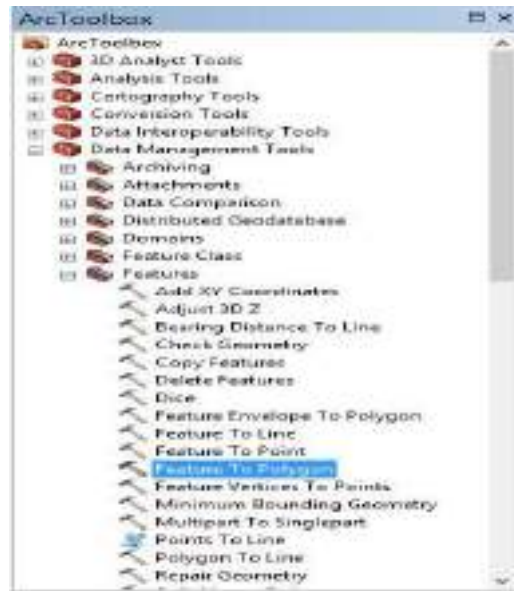 ArcToolbox
ArcToolbox
3D Analyst Tools
Analysis Tools
Cartography Tools
Conversion Tools
Data Interoperability Tools
Data Management Tools
Archiving
Attachments
Data Comparison
Distributed Geodatabase
Domains
Feature Class
Features
Add XY Coordinates
Adjust 3D Z
Bearing Distance To Line
Check Geometry
Copy Features
Delete Features
Dice
Feature Envelope To Polygon
Feature To Line
Feature To Point
Feature To Polygon
Feature Vertices To Points
Minimum Bounding Geometry
Multipart To Singlepart
Points To Line
Polygon To Line
Repair Geometry